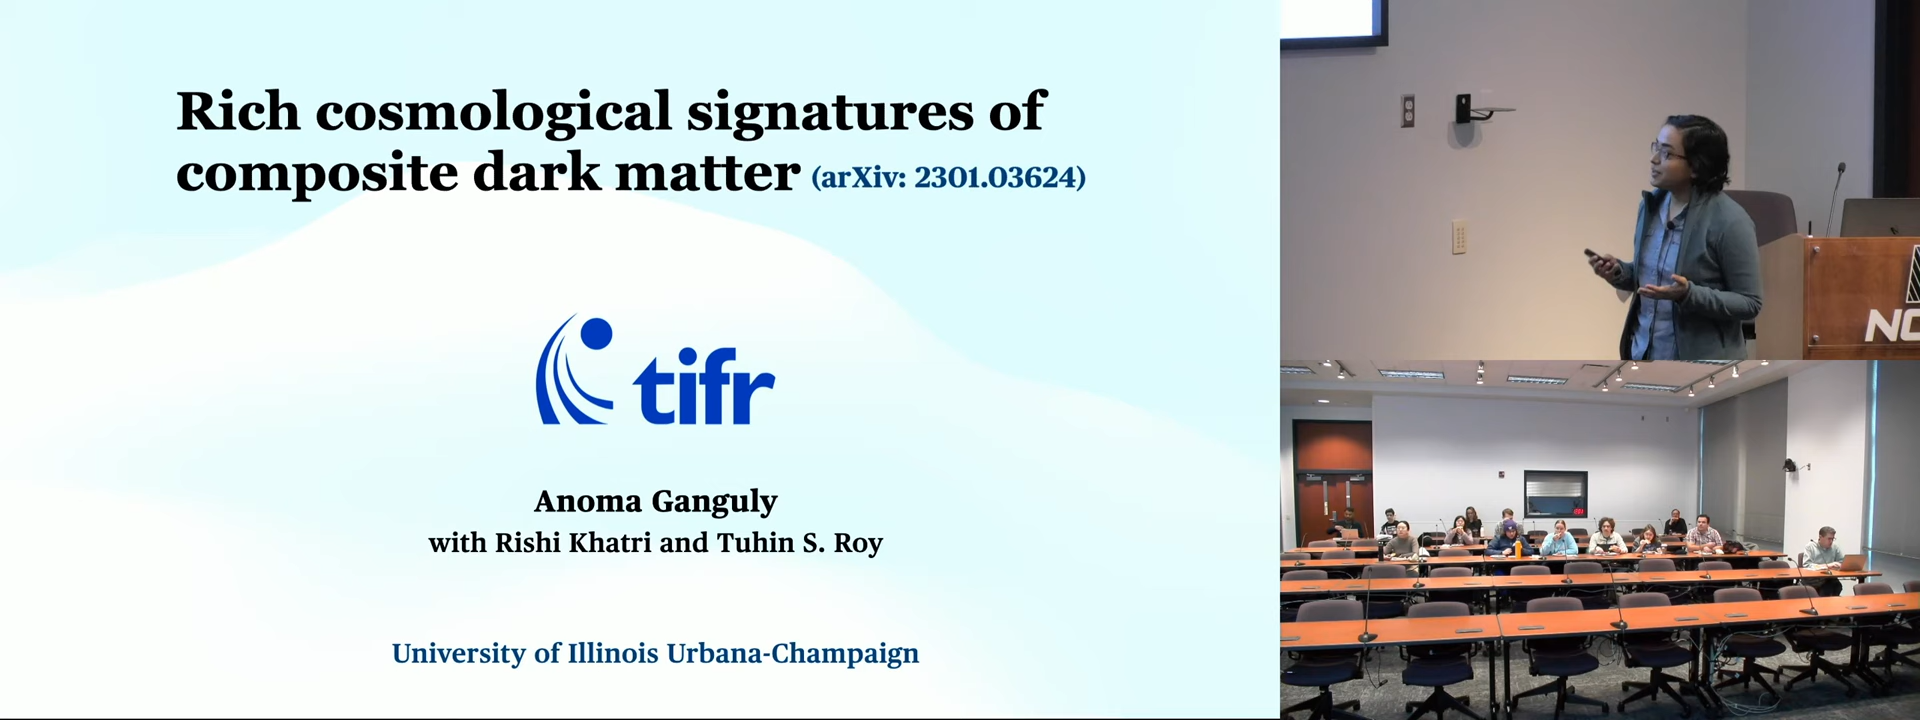 Rich cosmological signatures of
composite dark matter (arXiv: 2301.03624)
tifr
Anoma Ganguly
with Rishi Khatri and Tuhin S. Roy
University of Illinois Urbana-Champaign
NC